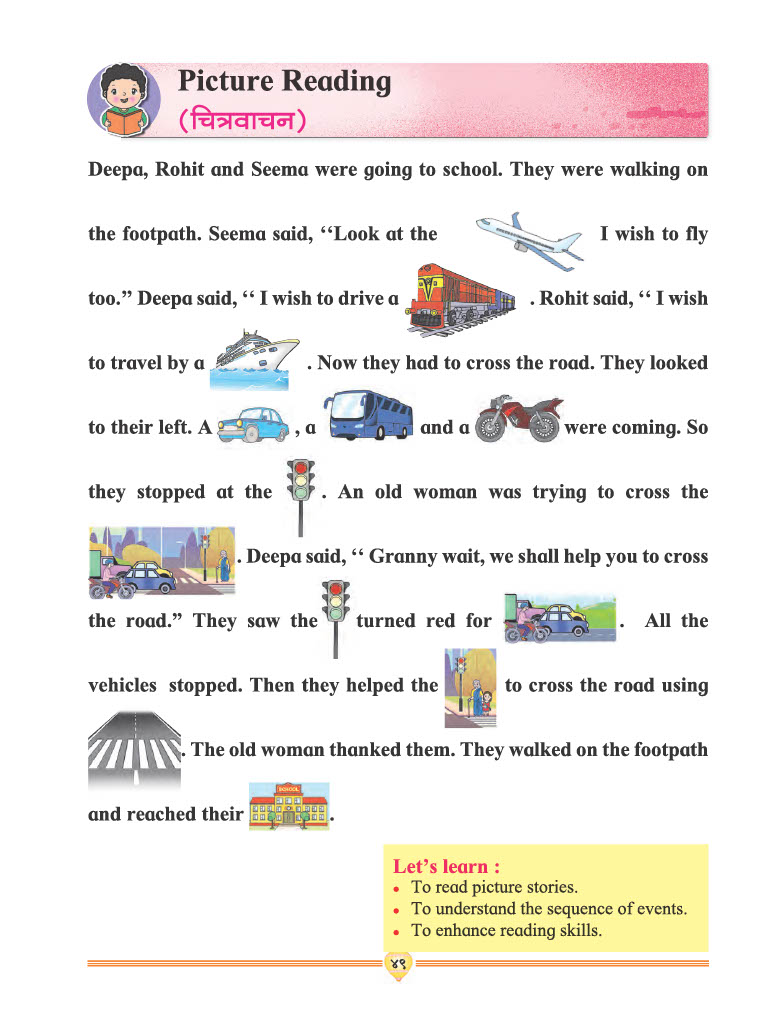 Picture Reading
(चित्रवाचन)
Deepa, Rohit and Seema were going to school. They were walking on
the footpath. Seema said, ‘‘Look at the I wish to fly
too.” Deepa said, ‘‘ I wish to drive a . Rohit said, ‘‘ I wish
to travel by a . Now they had to cross the road. They looked
to their left. A , a and a were coming. So
they stopped at the . An old woman was trying to cross the
. Deepa said, ‘‘ Granny wait, we shall help you to cross
the road.” They saw the turned red for . All the
vehicles stopped. Then they helped the to cross the road using
. The old woman thanked them. They walked on the footpath
SCHOOL
and reached their .
Let’s learn :
• To read picture stories.
• To understand the sequence of events.
• To enhance reading skills.
४९